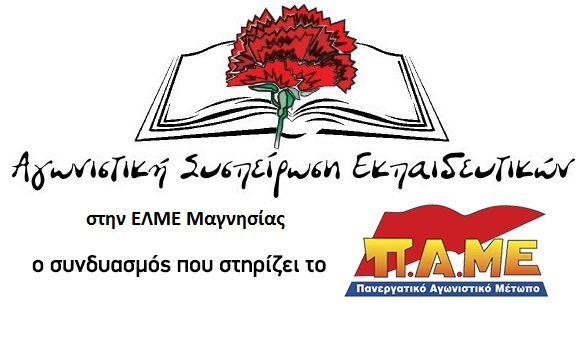 Αγωνιστική Συσπείρωση Εκπαιδευτικών
στην ΕΛΜΕ Μαγνησίας
ο συνδυασμός που στηρίζει το
Π.Α.ΜΕ
Πανεργατικό Αγωνιστικό Μέτωπο